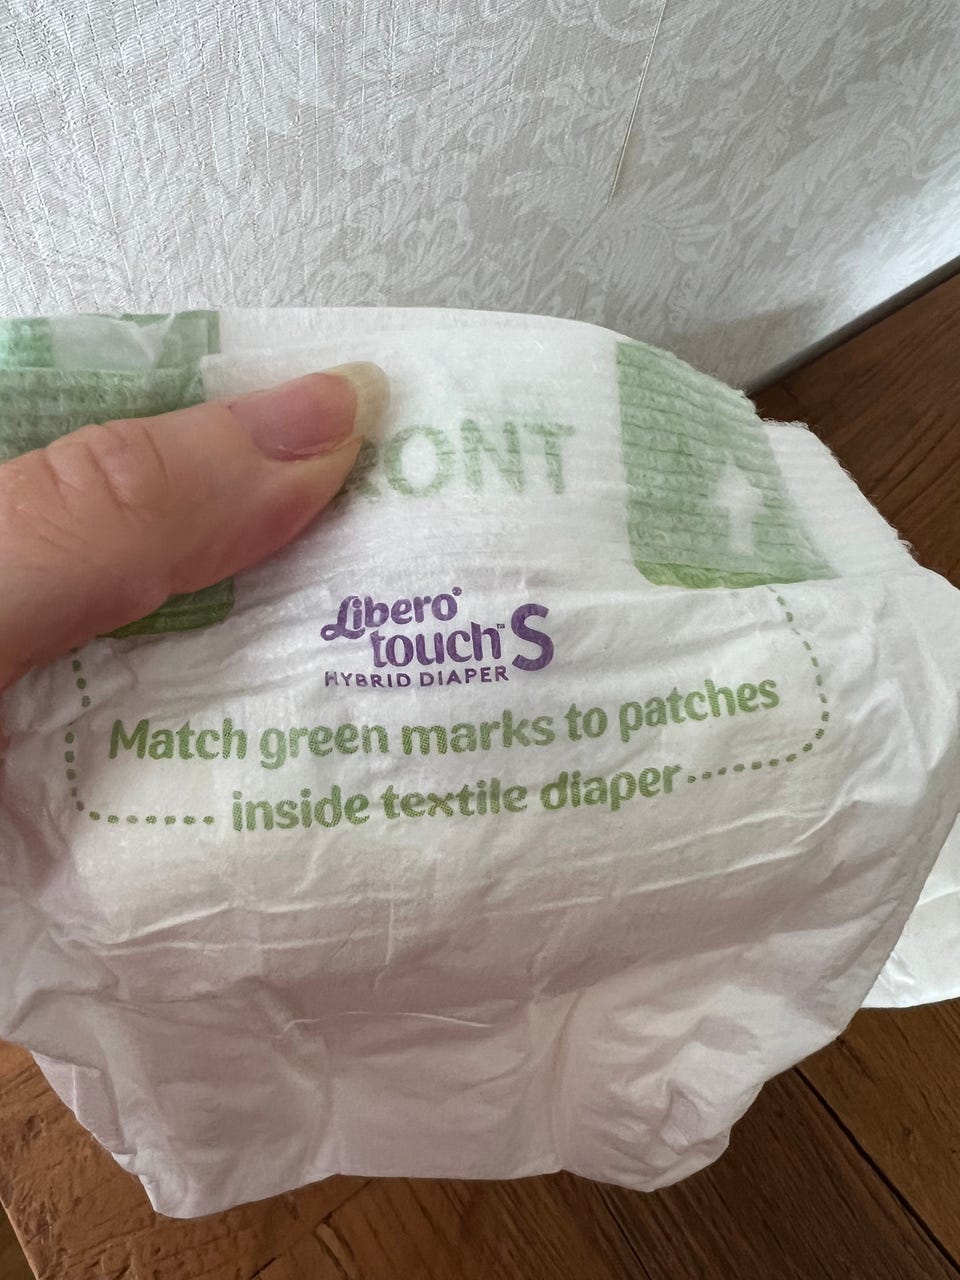 RONT
Libero®
touch™ S
HYBRID DIAPER
Match green marks to patches
inside textile diaper